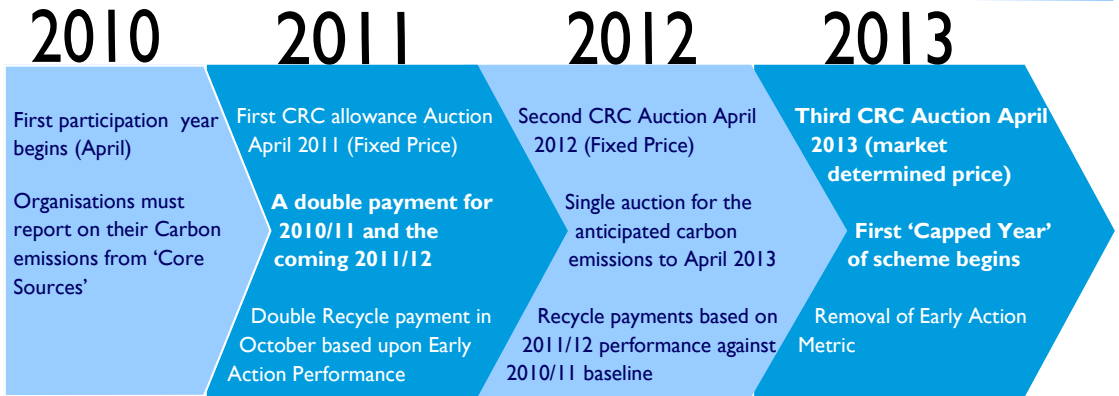 2010
First participation year
begins (April)
Organisations must
report on their Carbon
emissions from ‘Core
Sources’
2011
First CRC allowance Auction
April 2011 (Fixed Price)
A double payment for
2010/11 and the
coming 2011/12
Double Recycle payment in
October based upon Early
Action Performance
2012
Second CRC Auction April
2012 (Fixed Price)
Single auction for the
anticipated carbon
emissions to April 2013
Recycle payments based on
2011/12 performance against
2010/11 baseline
2013
Third CRC Auction April
2013 (market
determined price)
First ‘Capped Year’
of scheme begins
Removal of Early Action
Metric